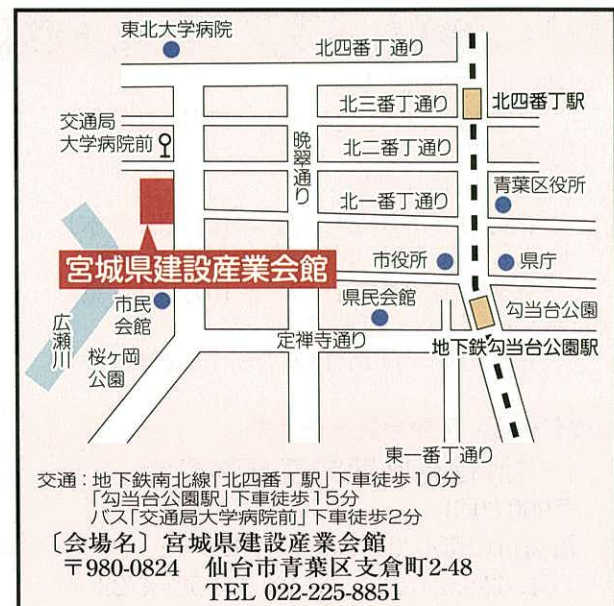 東北大学病院
北四番丁通り
北三番丁通り
北四番丁駅
交通局
大学病院前
晩翠通り
北二番丁通り
青葉区役所
北一番丁通り
宮城県建設産業会館
市役所
県庁
市民
会館
県民会館
勾当台公園
広瀬川
桜ヶ岡
公園
定禅寺通り
地下鉄勾当台公園駅
東一番丁通り
交通：地下鉄南北線「北四番丁駅」下車徒歩10分
「勾当台公園駅」下車徒歩15分
バス「交通局大学病院前」下車徒歩2分
〔会場名〕宮城県建設産業会館
〒980-0824 仙台市青葉区支倉町2-48
TEL 022-225-8851